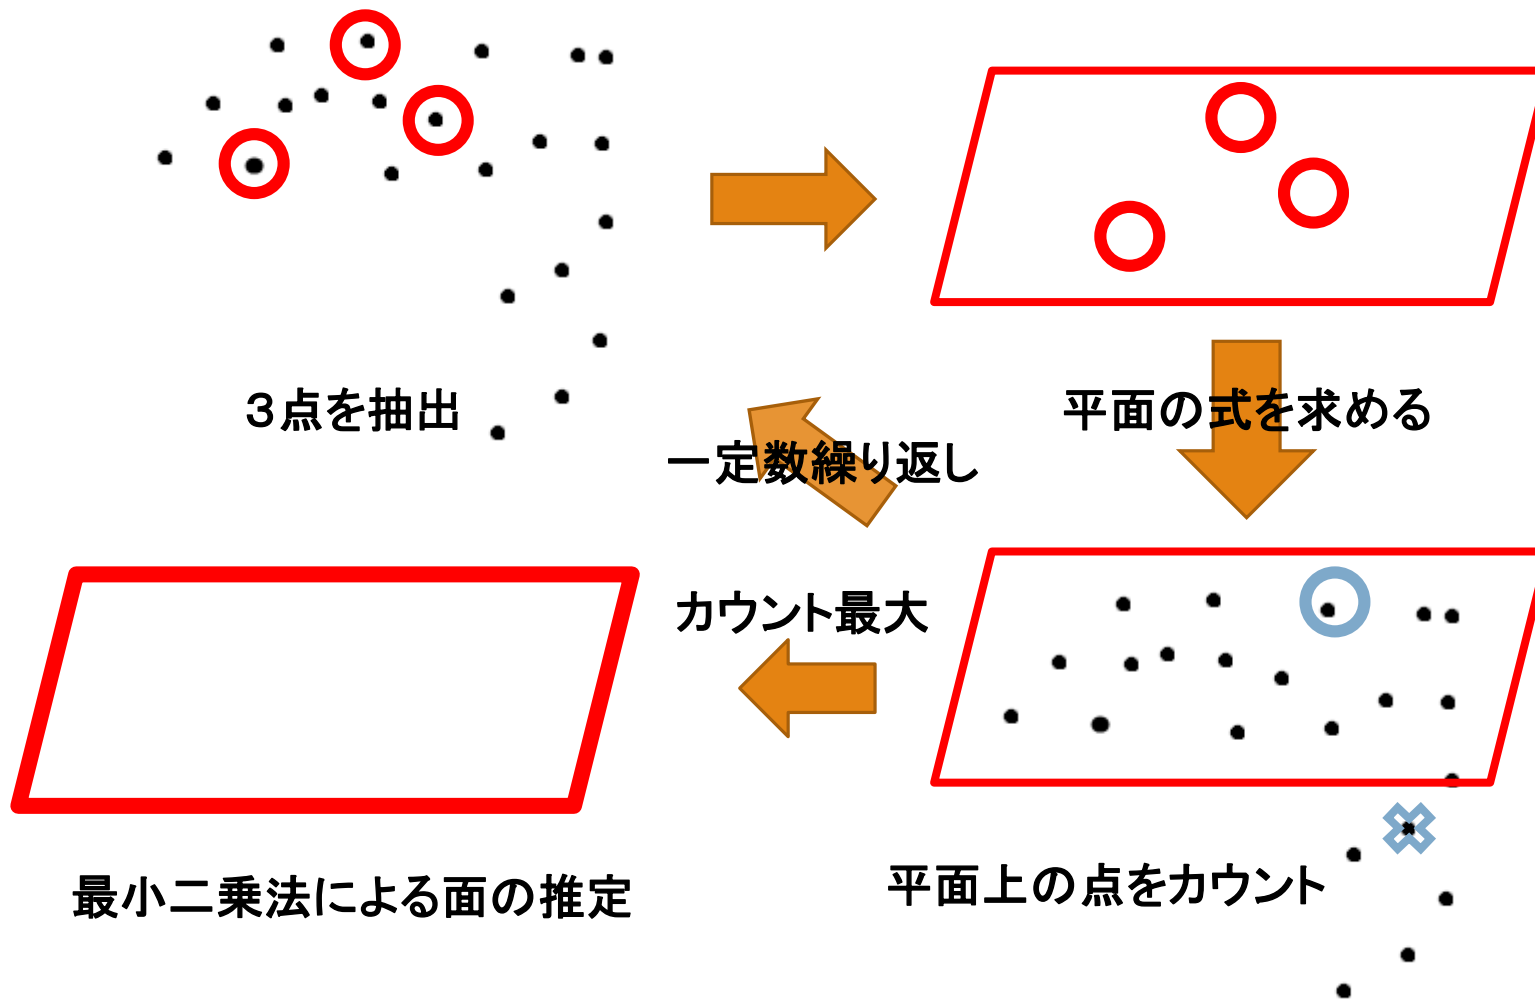 ３点を抽出
平面の式を求める
一定数繰り返し
カウント最大
平面上の点をカウント
最小二乗法による面の推定